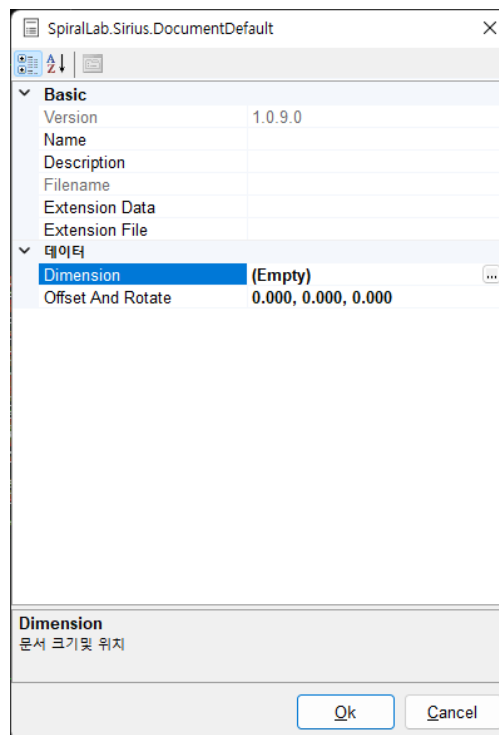 SpiralLab.Sirius.DocumentDefault
Basic
Version 1.0.9.0
Name
Description
Filename
Extension Data
Extension File
데이터
Dimension (Empty) ...
Offset And Rotate 0.000, 0.000, 0.000
Dimension
문서 크기및 위치
Ok Cancel